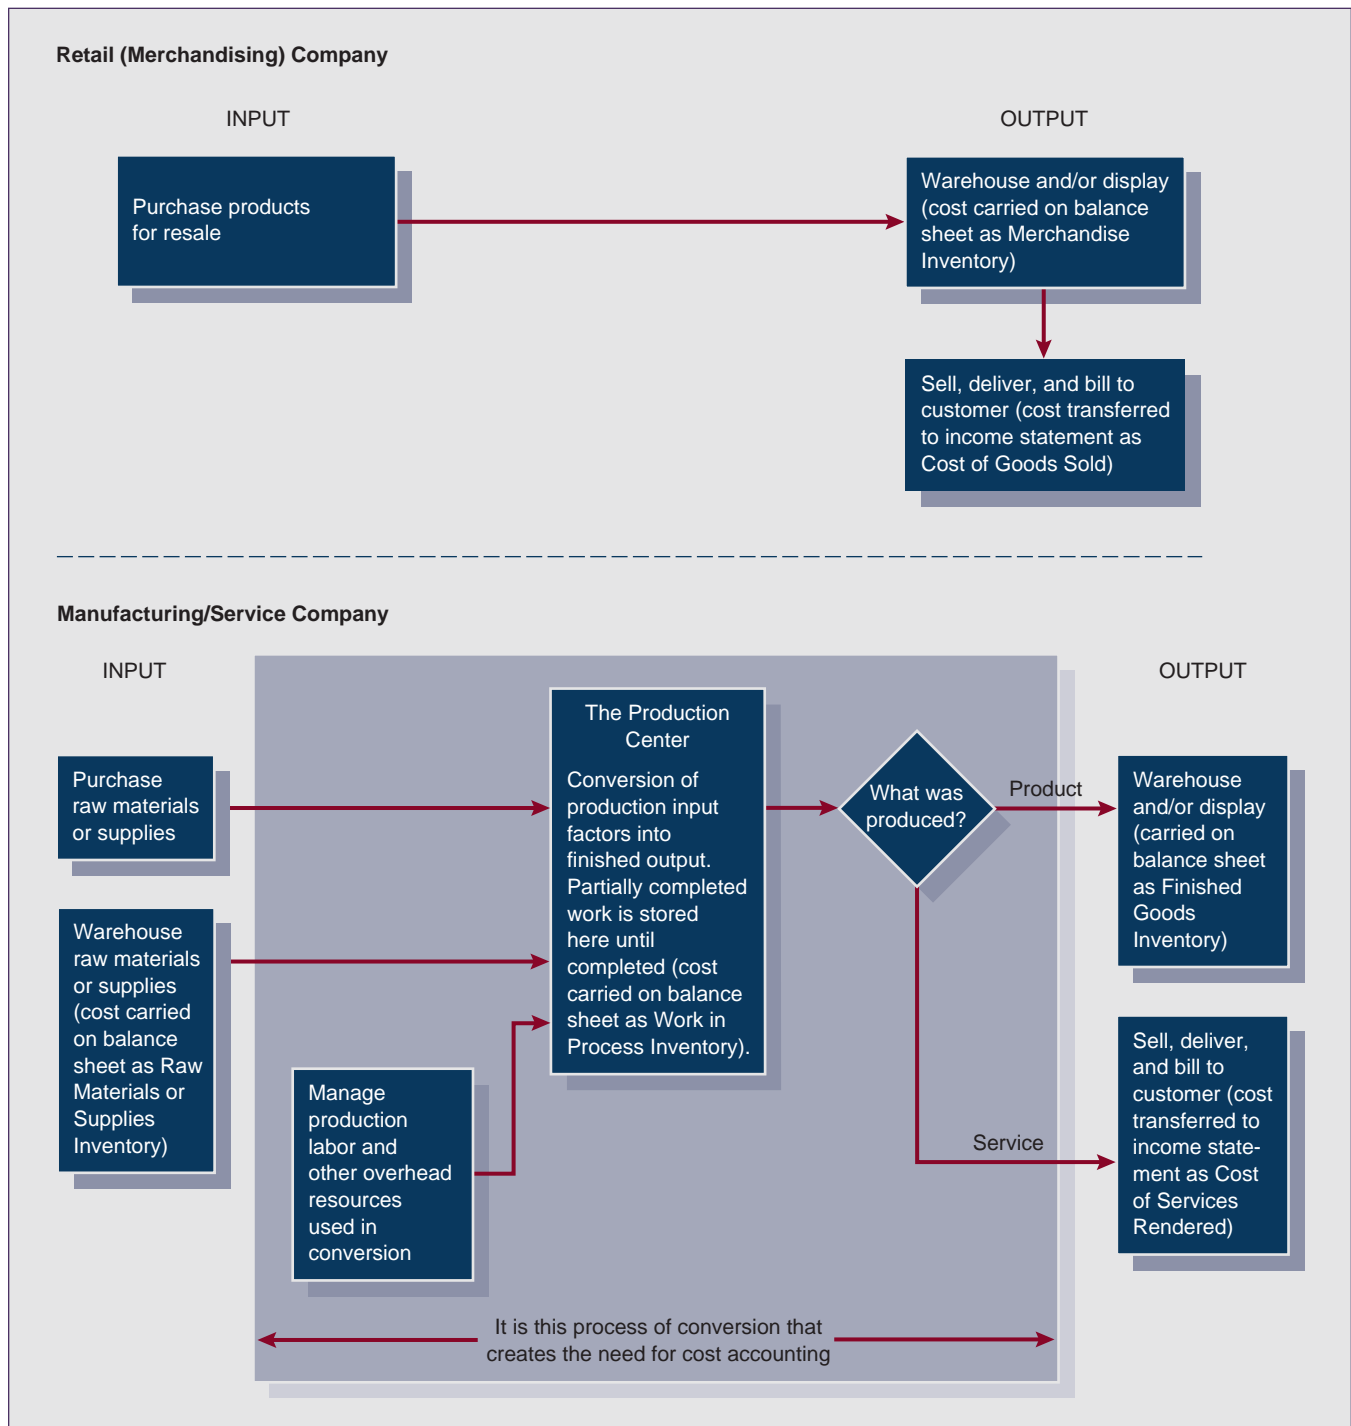 Retail (Merchandising) Company
INPUT
OUTPUT
Purchase products
for resale
Warehouse and/or display
(cost carried on balance
sheet as Merchandise
Inventory)
Sell, deliver, and bill to
customer (cost transferred
to income statement as
Cost of Goods Sold)
Manufacturing/Service Company
INPUT
OUTPUT
Purchase
raw materials
or supplies
Warehouse
raw materials
or supplies
(cost carried
on balance
sheet as Raw
Materials or
Supplies
Inventory)
Manage
production
labor and
other overhead
resources
used in
conversion
The Production
Center
Conversion of
production input
factors into
finished output.
Partially completed
work is stored
here until
completed (cost
carried on balance
sheet as Work in
Process Inventory).
What was
produced?
Product
Service
Warehouse
and/or display
(carried on
balance sheet
as Finished
Goods
Inventory)
Sell, deliver,
and bill to
customer (cost
transferred to
income state-
ment as Cost
of Services
Rendered)
It is this process of conversion that
creates the need for cost accounting